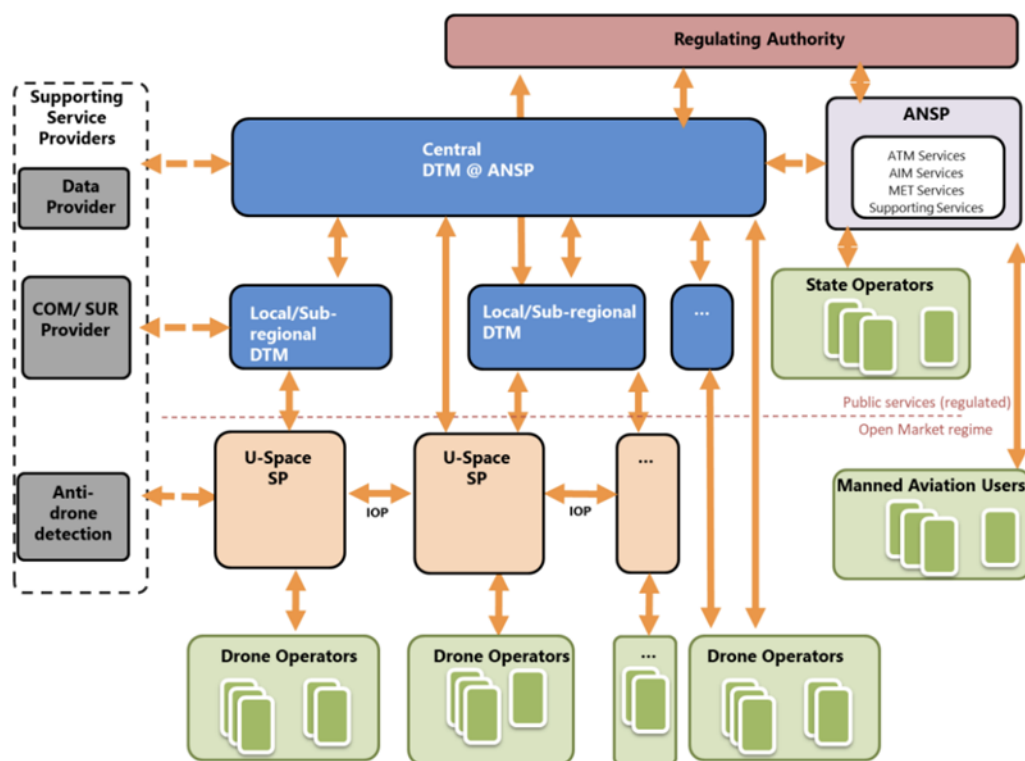 Regulating Authority
Supporting
Service
Providers
Data
Provider
COM/ SUR
Provider
Anti-
drone
detection
Central
DTM @ ANSP
ANSP
ATM Services
AIM Services
MET Services
Supporting Services
Local/Sub-
regional
DTM
Local/Sub-regional
DTM
...
State Operators
Public services (regulated)
Open Market regime
U-Space
SP
IOP
U-Space
SP
IOP
...
Manned Aviation Users
Drone Operators
Drone Operators
...
Drone Operators